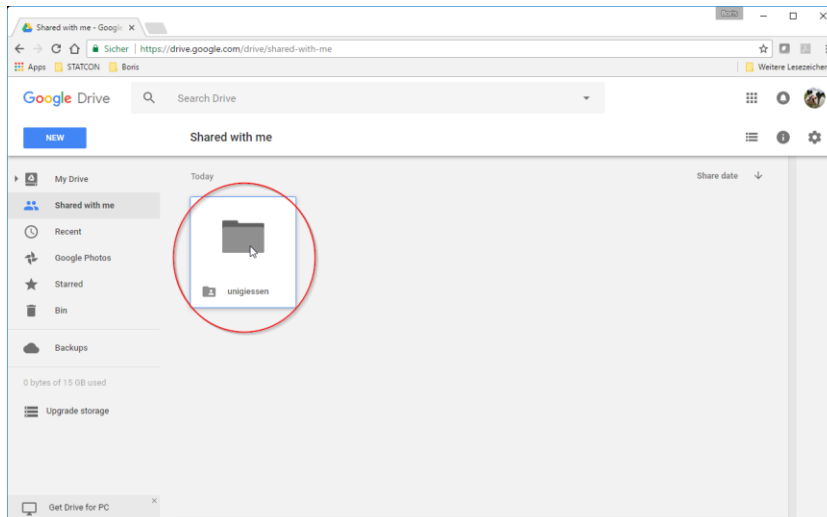 Shared with me - Google
Boris
Sicher | https://drive.google.com/drive/shared-with-me
Apps STATCON Boris Weitere Lesezeichen
Google Drive Search Drive
NEW Shared with me
My Drive Today Share date
Shared with me
Recent
Google Photos
Starred
unigiessen
Bin
Backups
0 bytes of 15 GB used
Upgrade storage
Get Drive for PC